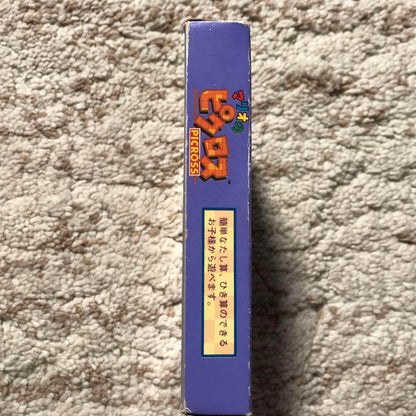 マリオの
ピクロス
PICROSS
™
簡単なたし算、ひき算のできる
お子様から遊べます。